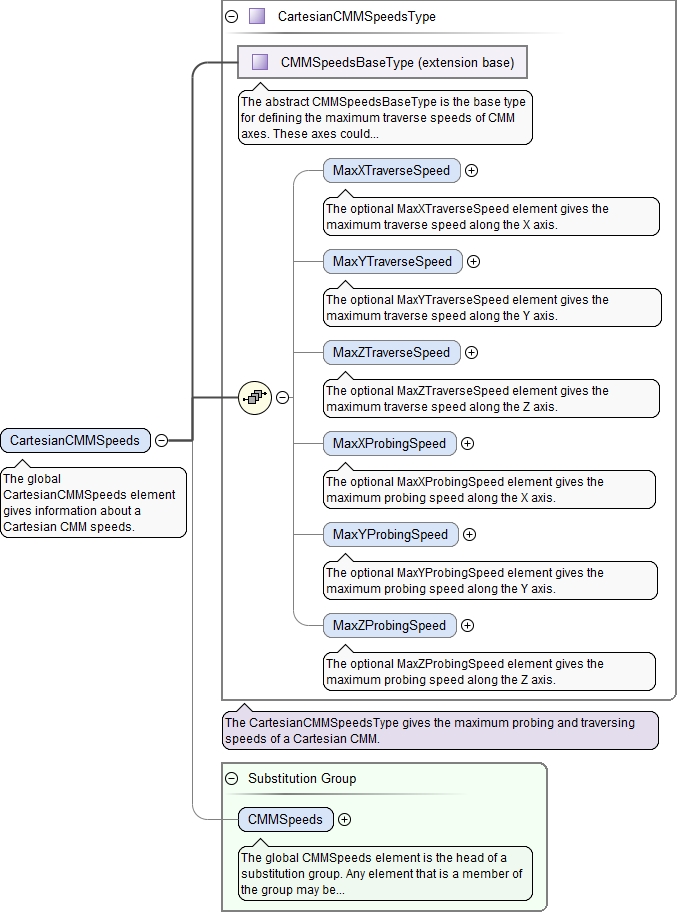 CartesianCMMSpeedsType
CMMSpeedsBaseType (extension base)
The abstract CMMSpeedsBaseType is the base type
for defining the maximum traverse speeds of CMM
axes. These axes could...
MaxXTraverseSpeed
The optional MaxXTraverseSpeed element gives the
maximum traverse speed along the X axis.
MaxYTraverseSpeed
The optional MaxYTraverseSpeed element gives the
maximum traverse speed along the Y axis.
MaxZTraverseSpeed
The optional MaxZTraverseSpeed element gives the
maximum traverse speed along the Z axis.
MaxXProbingSpeed
The optional MaxXProbingSpeed element gives the
maximum probing speed along the X axis.
MaxYProbingSpeed
The optional MaxYProbingSpeed element gives the
maximum probing speed along the Y axis.
MaxZProbingSpeed
The optional MaxZProbingSpeed element gives the
maximum probing speed along the Z axis.
CartesianCMMSpeeds
The global
CartesianCMMSpeeds element
gives information about a
Cartesian CMM speeds.
The CartesianCMMSpeedsType gives the maximum probing and traversing
speeds of a Cartesian CMM.
Substitution Group
CMMSpeeds
The global CMMSpeeds element is the head of a
substitution group. Any element that is a member of
the group may be...